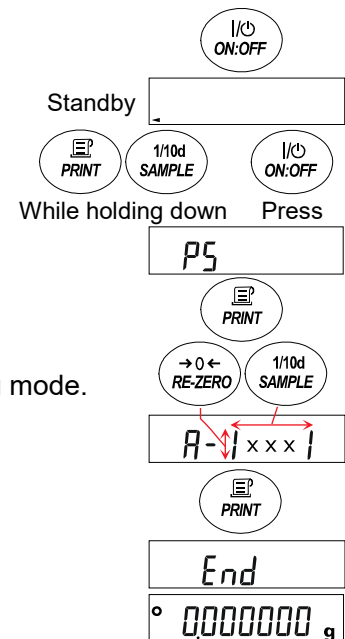 I/⏻
ON:OFF
Standby
PRINT
1/10d
SAMPLE
I/⏻
ON:OFF
While holding down Press
PS
PRINT
→0←
RE-ZERO
1/10d
SAMPLE
mode.
A-1xxx1
PRINT
End
0.000000 g